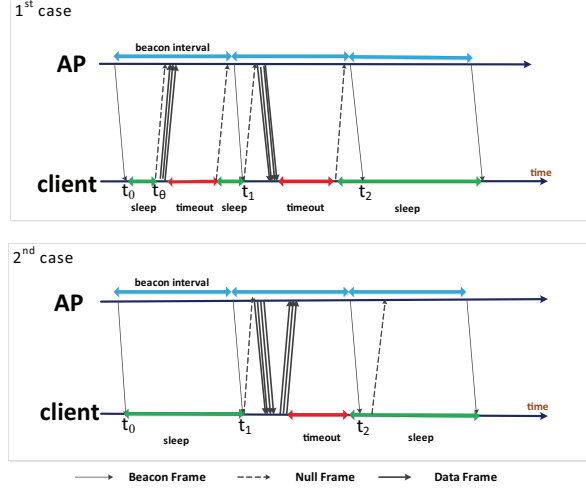 1st case
beacon interval
AP
client
t0 tθ t1 t2 time
sleep timeout sleep timeout sleep
2nd case
beacon interval
AP
client
t0 t1 t2 time
sleep timeout sleep
Beacon Frame Null Frame Data Frame